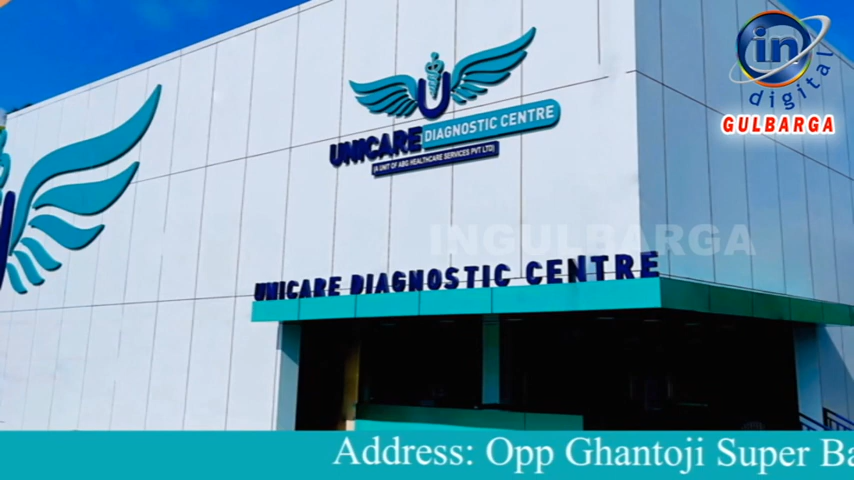 in
digital
GULBARGA
U
UNICARE DIAGNOSTIC CENTRE
(A UNIT OF ABG HEALTHCARE SERVICES PVT LTD)
INGULBARGA
UNICARE DIAGNOSTIC CENTRE
Address: Opp Ghantoji Super Ba